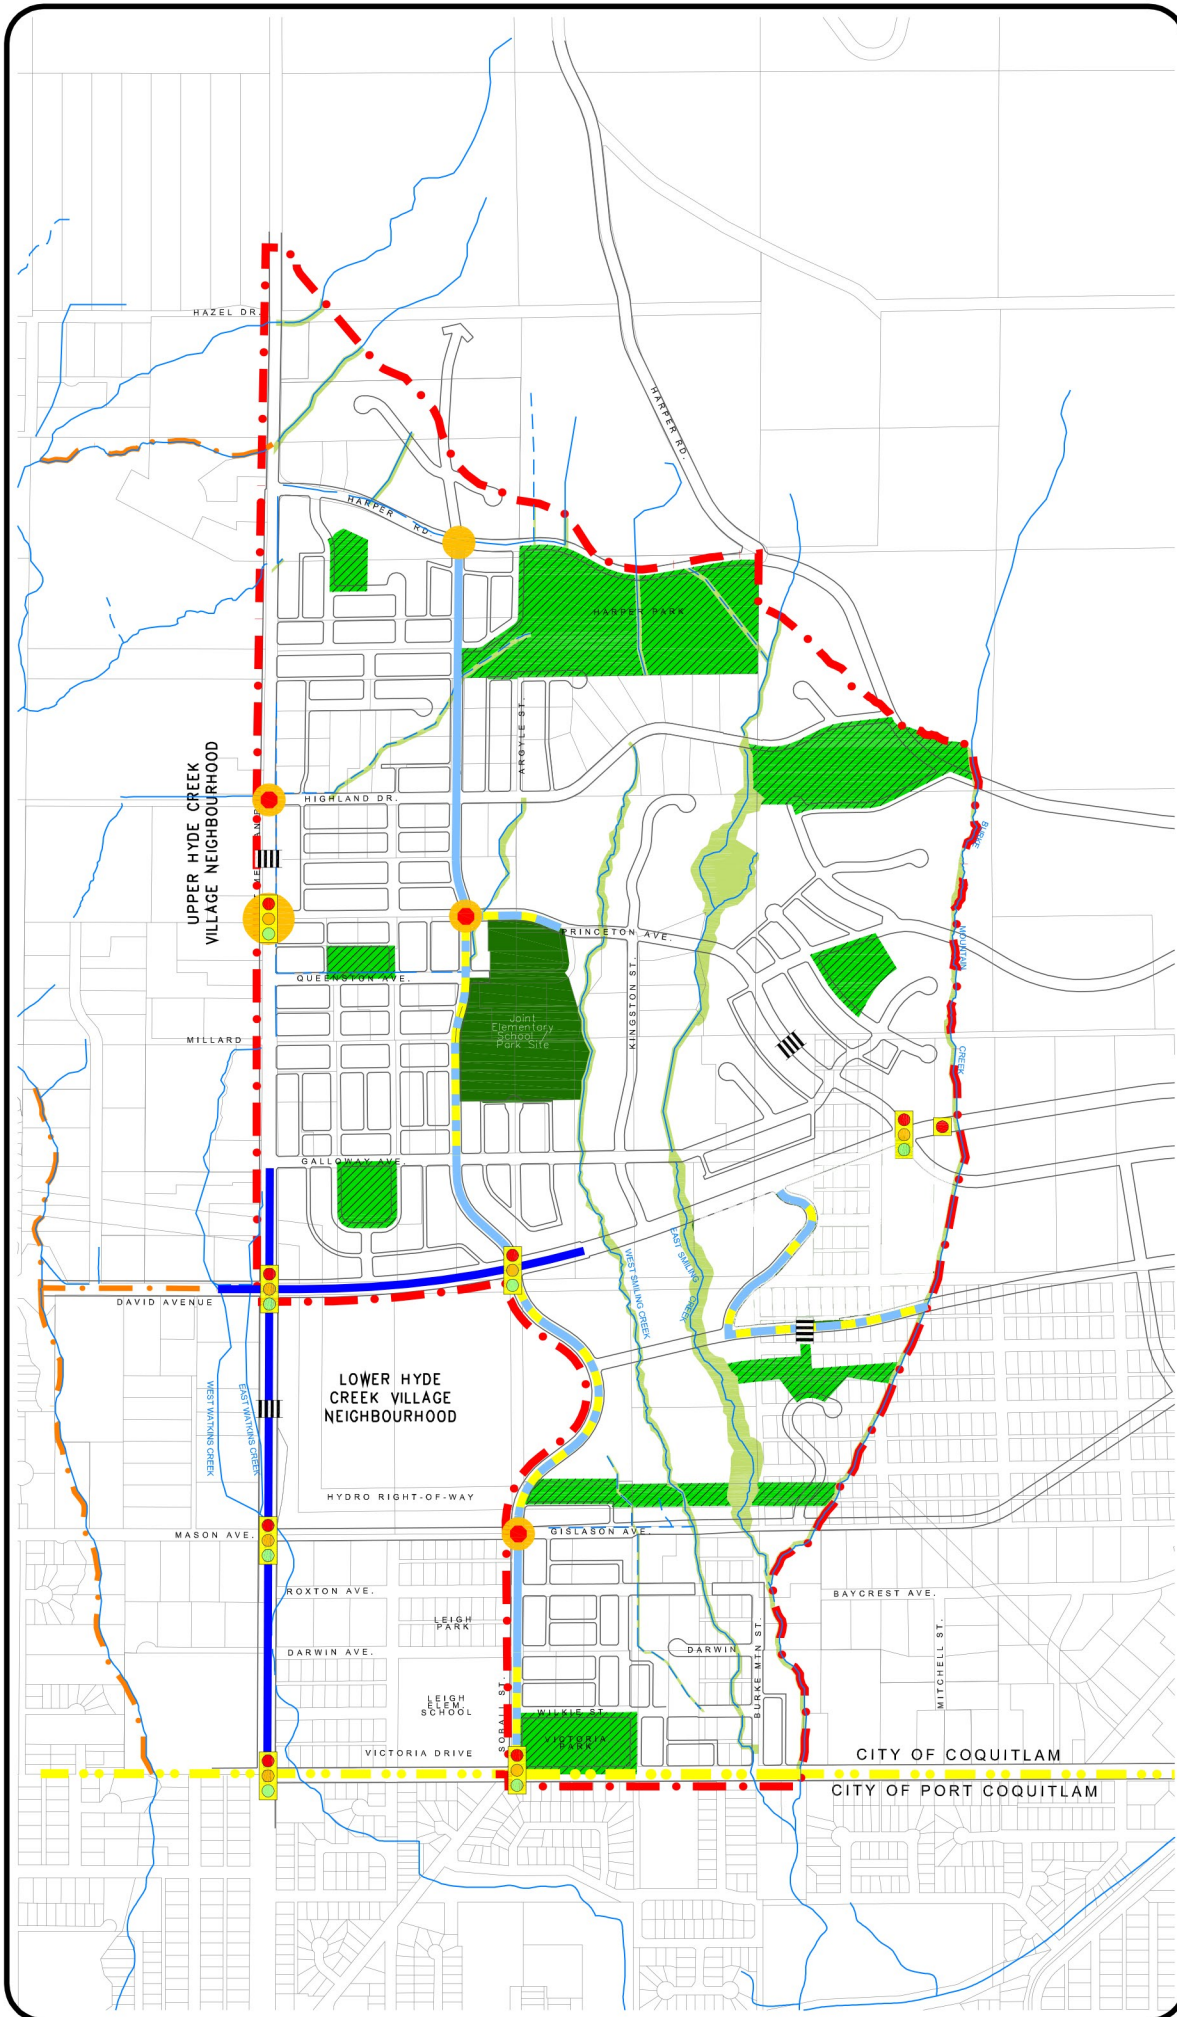 HAZEL DR.
HARPER RD.
HARPER RD.
HARPER PARK
ARGYLE ST.
UPPER HYDE CREEK
VILLAGE NEIGHBOURHOOD
HIGHLAND DR.
BURKE
MOUNTAIN
CREEK
PRINCETON AVE.
QUEENSTON AVE.
KINGSTON ST.
Joint
Elementary
School /
Park Site
MILLARD
GALLOWAY AVE.
EAST SMILING
CREEK
WEST SMILING CREEK
DAVID AVENUE
LOWER HYDE
CREEK VILLAGE
NEIGHBOURHOOD
WEST WATKINS CREEK
EAST WATKINS CREEK
HYDRO RIGHT-OF-WAY
MASON AVE.
GISLASON AVE.
ROXTON AVE.
BAYCREST AVE.
LEIGH
PARK
DARWIN AVE.
DARWIN
BURKE MTN ST.
MITCHELL ST.
LEIGH
ELEM.
SCHOOL
SOBALL ST.
WILKIE ST.
VICTORIA
PARK
VICTORIA DRIVE
CITY OF COQUITLAM
CITY OF PORT COQUITLAM